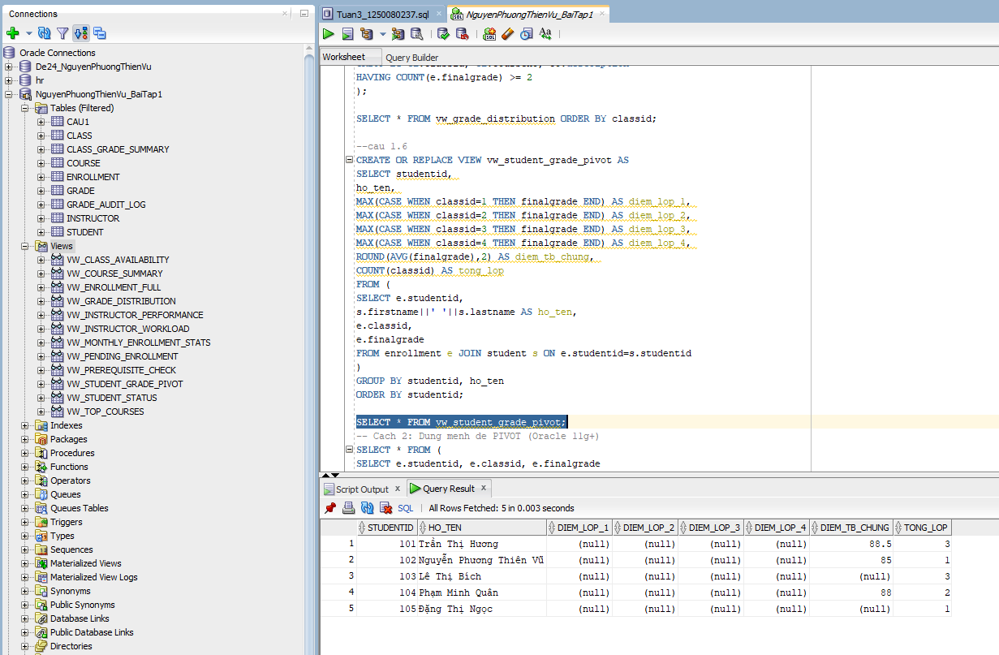 Connections
Oracle Connections
De24_NguyenPhuongThienVu
hr
NguyenPhuongThienVu_BaiTap1
Tables (Filtered)
CAU1
CLASS
CLASS_GRADE_SUMMARY
COURSE
ENROLLMENT
GRADE
GRADE_AUDIT_LOG
INSTRUCTOR
STUDENT
Views
VW_CLASS_AVAILABILITY
VW_COURSE_SUMMARY
VW_ENROLLMENT_FULL
VW_GRADE_DISTRIBUTION
VW_INSTRUCTOR_PERFORMANCE
VW_INSTRUCTOR_WORKLOAD
VW_MONTHLY_ENROLLMENT_STATS
VW_PENDING_ENROLLMENT
VW_PREREQUISITE_CHECK
VW_STUDENT_GRADE_PIVOT
VW_STUDENT_STATUS
VW_TOP_COURSES
Indexes
Packages
Procedures
Functions
Operators
Queues
Queues Tables
Triggers
Types
Sequences
Materialized Views
Materialized View Logs
Synonyms
Public Synonyms
Database Links
Public Database Links
Directories
Tuan3_1250080237.sql
NguyenPhuongThienVu_BaiTap1
Worksheet Query Builder
HAVING COUNT(e.finalgrade) >= 2
);
SELECT * FROM vw_grade_distribution ORDER BY classid;
--cau 1.6
CREATE OR REPLACE VIEW vw_student_grade_pivot AS
SELECT studentid,
ho_ten,
MAX(CASE WHEN classid=1 THEN finalgrade END) AS diem_lop_1,
MAX(CASE WHEN classid=2 THEN finalgrade END) AS diem_lop_2,
MAX(CASE WHEN classid=3 THEN finalgrade END) AS diem_lop_3,
MAX(CASE WHEN classid=4 THEN finalgrade END) AS diem_lop_4,
ROUND(AVG(finalgrade),2) AS diem_tb_chung,
COUNT(classid) AS tong_lop
FROM (
SELECT e.studentid,
s.firstname||' '||s.lastname AS ho_ten,
e.classid,
e.finalgrade
FROM enrollment e JOIN student s ON e.studentid=s.studentid
)
GROUP BY studentid, ho_ten
ORDER BY studentid;
SELECT * FROM vw_student_grade_pivot;
-- Cach 2: Dung menh de PIVOT (Oracle 11g+)
SELECT * FROM (
SELECT e.studentid, e.classid, e.finalgrade
Script Output x Query Result x
SQL | All Rows Fetched: 5 in 0.003 seconds
STUDENTID HO_TEN DIEM_LOP_1 DIEM_LOP_2 DIEM_LOP_3 DIEM_LOP_4 DIEM_TB_CHUNG TONG_LOP
1 101 Trần Thị Hương (null) (null) (null) (null) 88.5 3
2 102 Nguyễn Phương Thiên Vũ (null) (null) (null) (null) 85 1
3 103 Lê Thị Bích (null) (null) (null) (null) (null) 3
4 104 Phạm Minh Quân (null) (null) (null) (null) 88 2
5 105 Đặng Thị Ngọc (null) (null) (null) (null) (null) 1